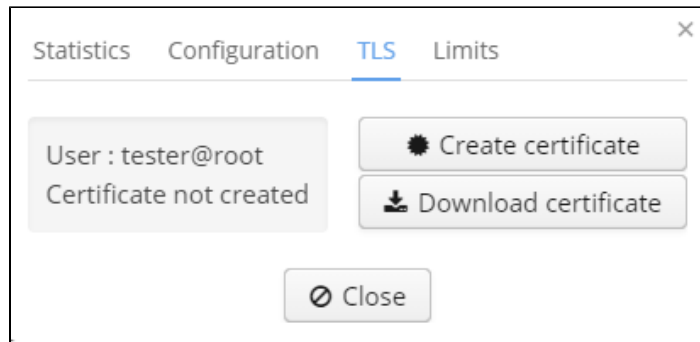 Statistics Configuration TLS Limits
User : tester@root
Certificate not created
Create certificate
Download certificate
Close